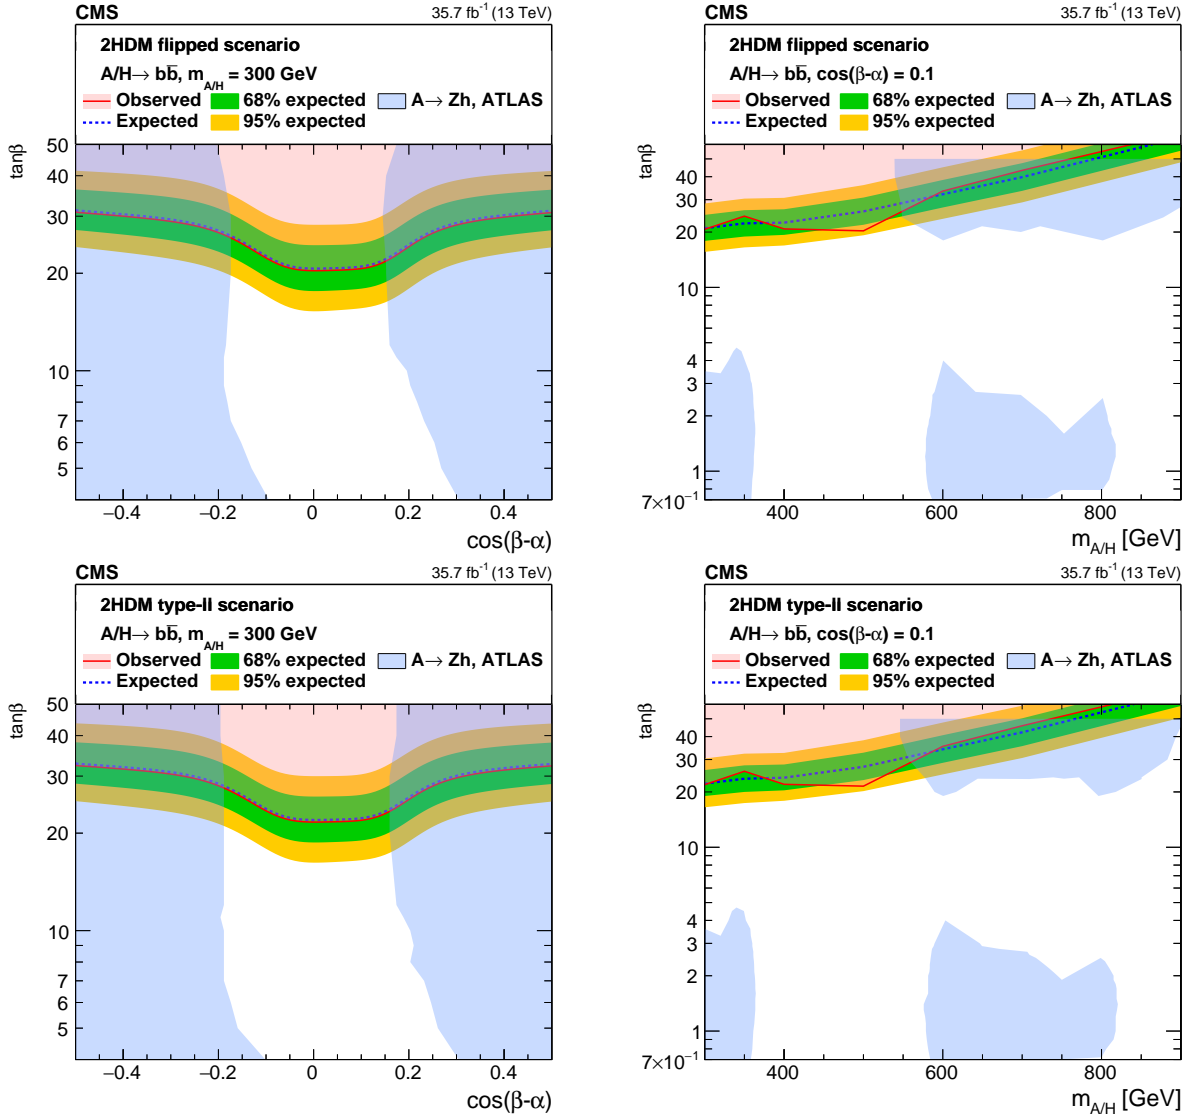 CMS 35.7 fb⁻¹ (13 TeV)
2HDM flipped scenario
A/H→ bb̅, m_A/H = 300 GeV
Observed 68% expected A→ Zh, ATLAS
Expected 95% expected
tanβ
50
40
30
20
10
7
6
5
−0.4 −0.2 0 0.2 0.4
cos(β-α)
CMS 35.7 fb⁻¹ (13 TeV)
2HDM flipped scenario
A/H→ bb̅, cos(β-α) = 0.1
Observed 68% expected A→ Zh, ATLAS
Expected 95% expected
tanβ
40
30
20
10
4
3
2
1
7×10⁻¹
400 600 800
m_A/H [GeV]
CMS 35.7 fb⁻¹ (13 TeV)
2HDM type-II scenario
A/H→ bb̅, m_A/H = 300 GeV
Observed 68% expected A→ Zh, ATLAS
Expected 95% expected
tanβ
50
40
30
20
10
7
6
5
−0.4 −0.2 0 0.2 0.4
cos(β-α)
CMS 35.7 fb⁻¹ (13 TeV)
2HDM type-II scenario
A/H→ bb̅, cos(β-α) = 0.1
Observed 68% expected A→ Zh, ATLAS
Expected 95% expected
tanβ
40
30
20
10
4
3
2
1
7×10⁻¹
400 600 800
m_A/H [GeV]